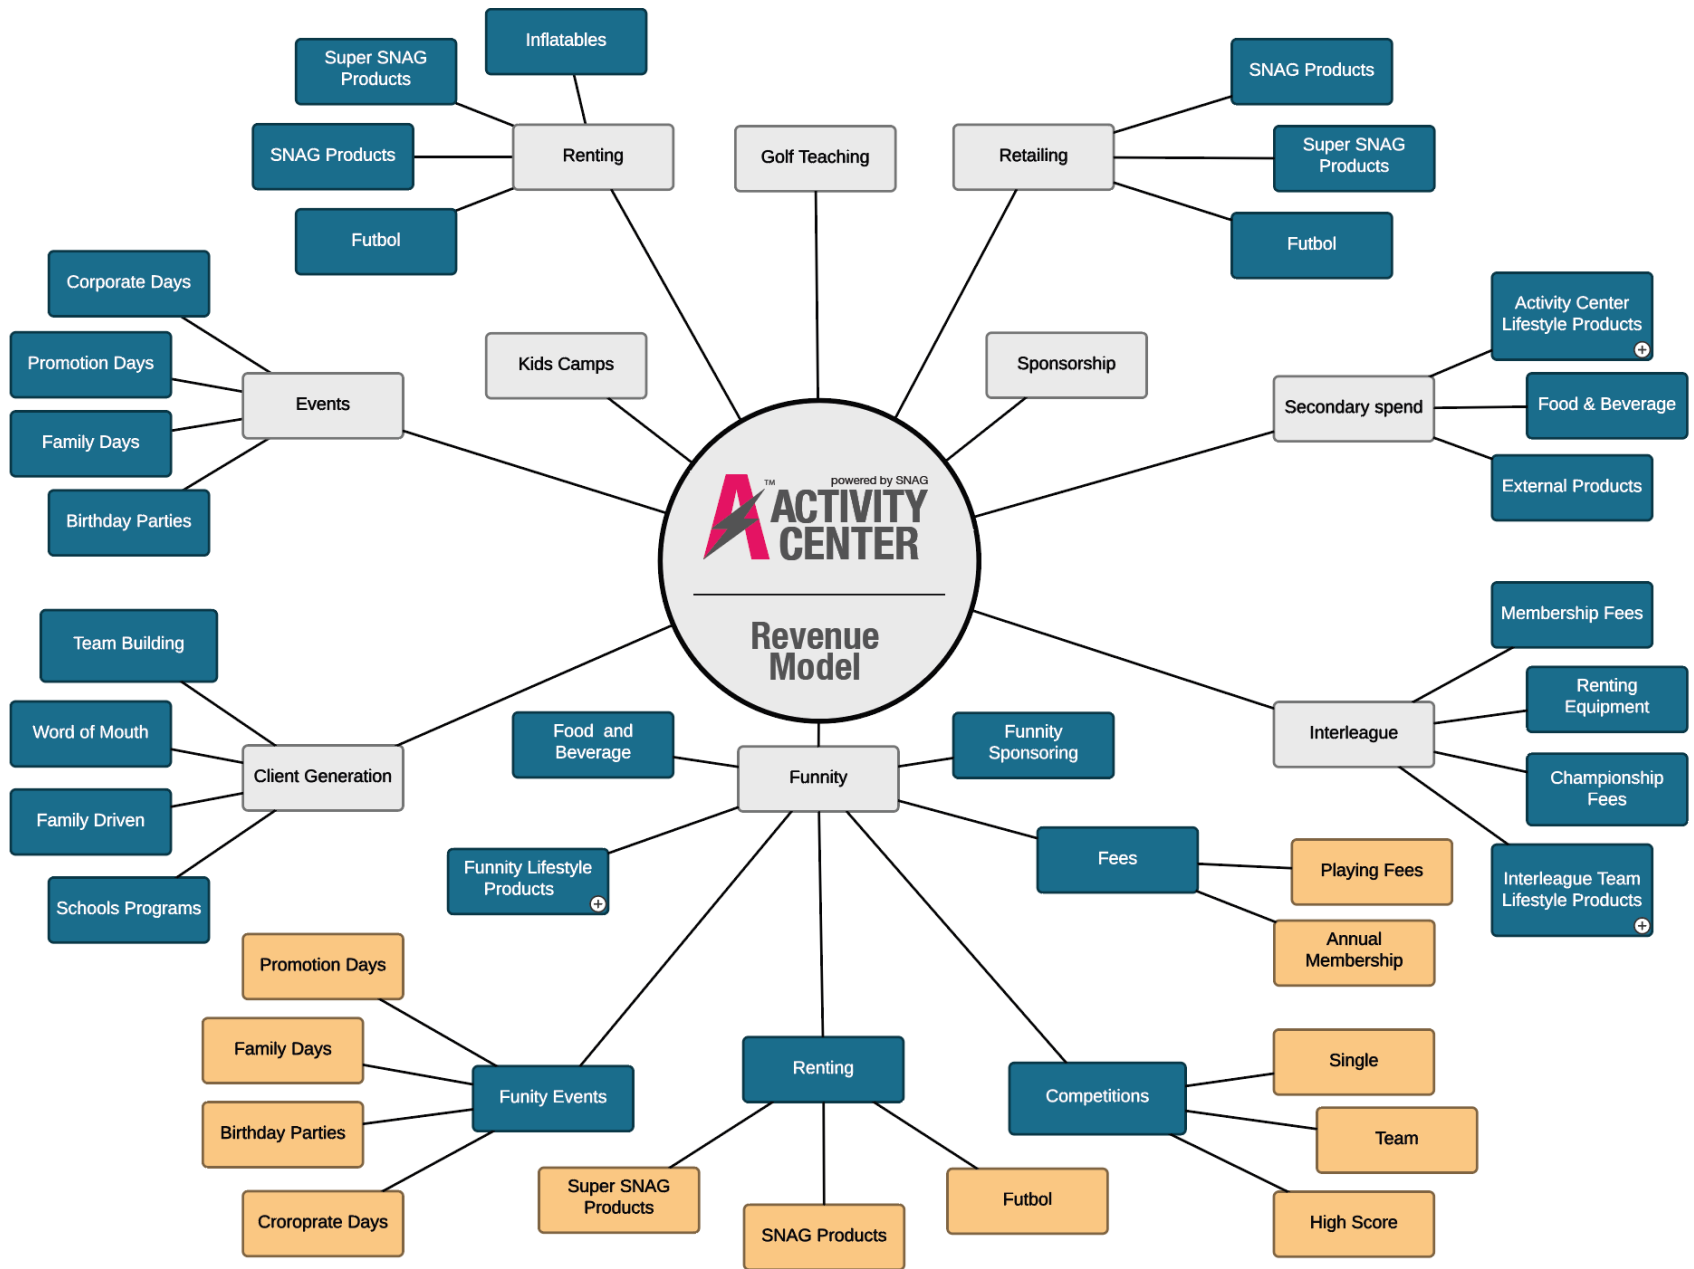 Inflatables
Super SNAG
Products
SNAG Products
Futbol
Renting
Golf Teaching
Retailing
SNAG Products
Super SNAG
Products
Futbol
Corporate Days
Promotion Days
Family Days
Birthday Parties
Events
Kids Camps
Sponsorship
Secondary spend
Activity Center
Lifestyle Products
Food & Beverage
External Products
powered by SNAG
A™ ACTIVITY
CENTER
Revenue
Model
Team Building
Word of Mouth
Family Driven
Schools Programs
Client Generation
Food and
Beverage
Funnity
Funnity
Sponsoring
Interleague
Membership Fees
Renting
Equipment
Championship
Fees
Interleague Team
Lifestyle Products
Funnity Lifestyle
Products
Fees
Playing Fees
Annual
Membership
Promotion Days
Family Days
Birthday Parties
Croroprate Days
Funity Events
Renting
Super SNAG
Products
SNAG Products
Futbol
Competitions
Single
Team
High Score